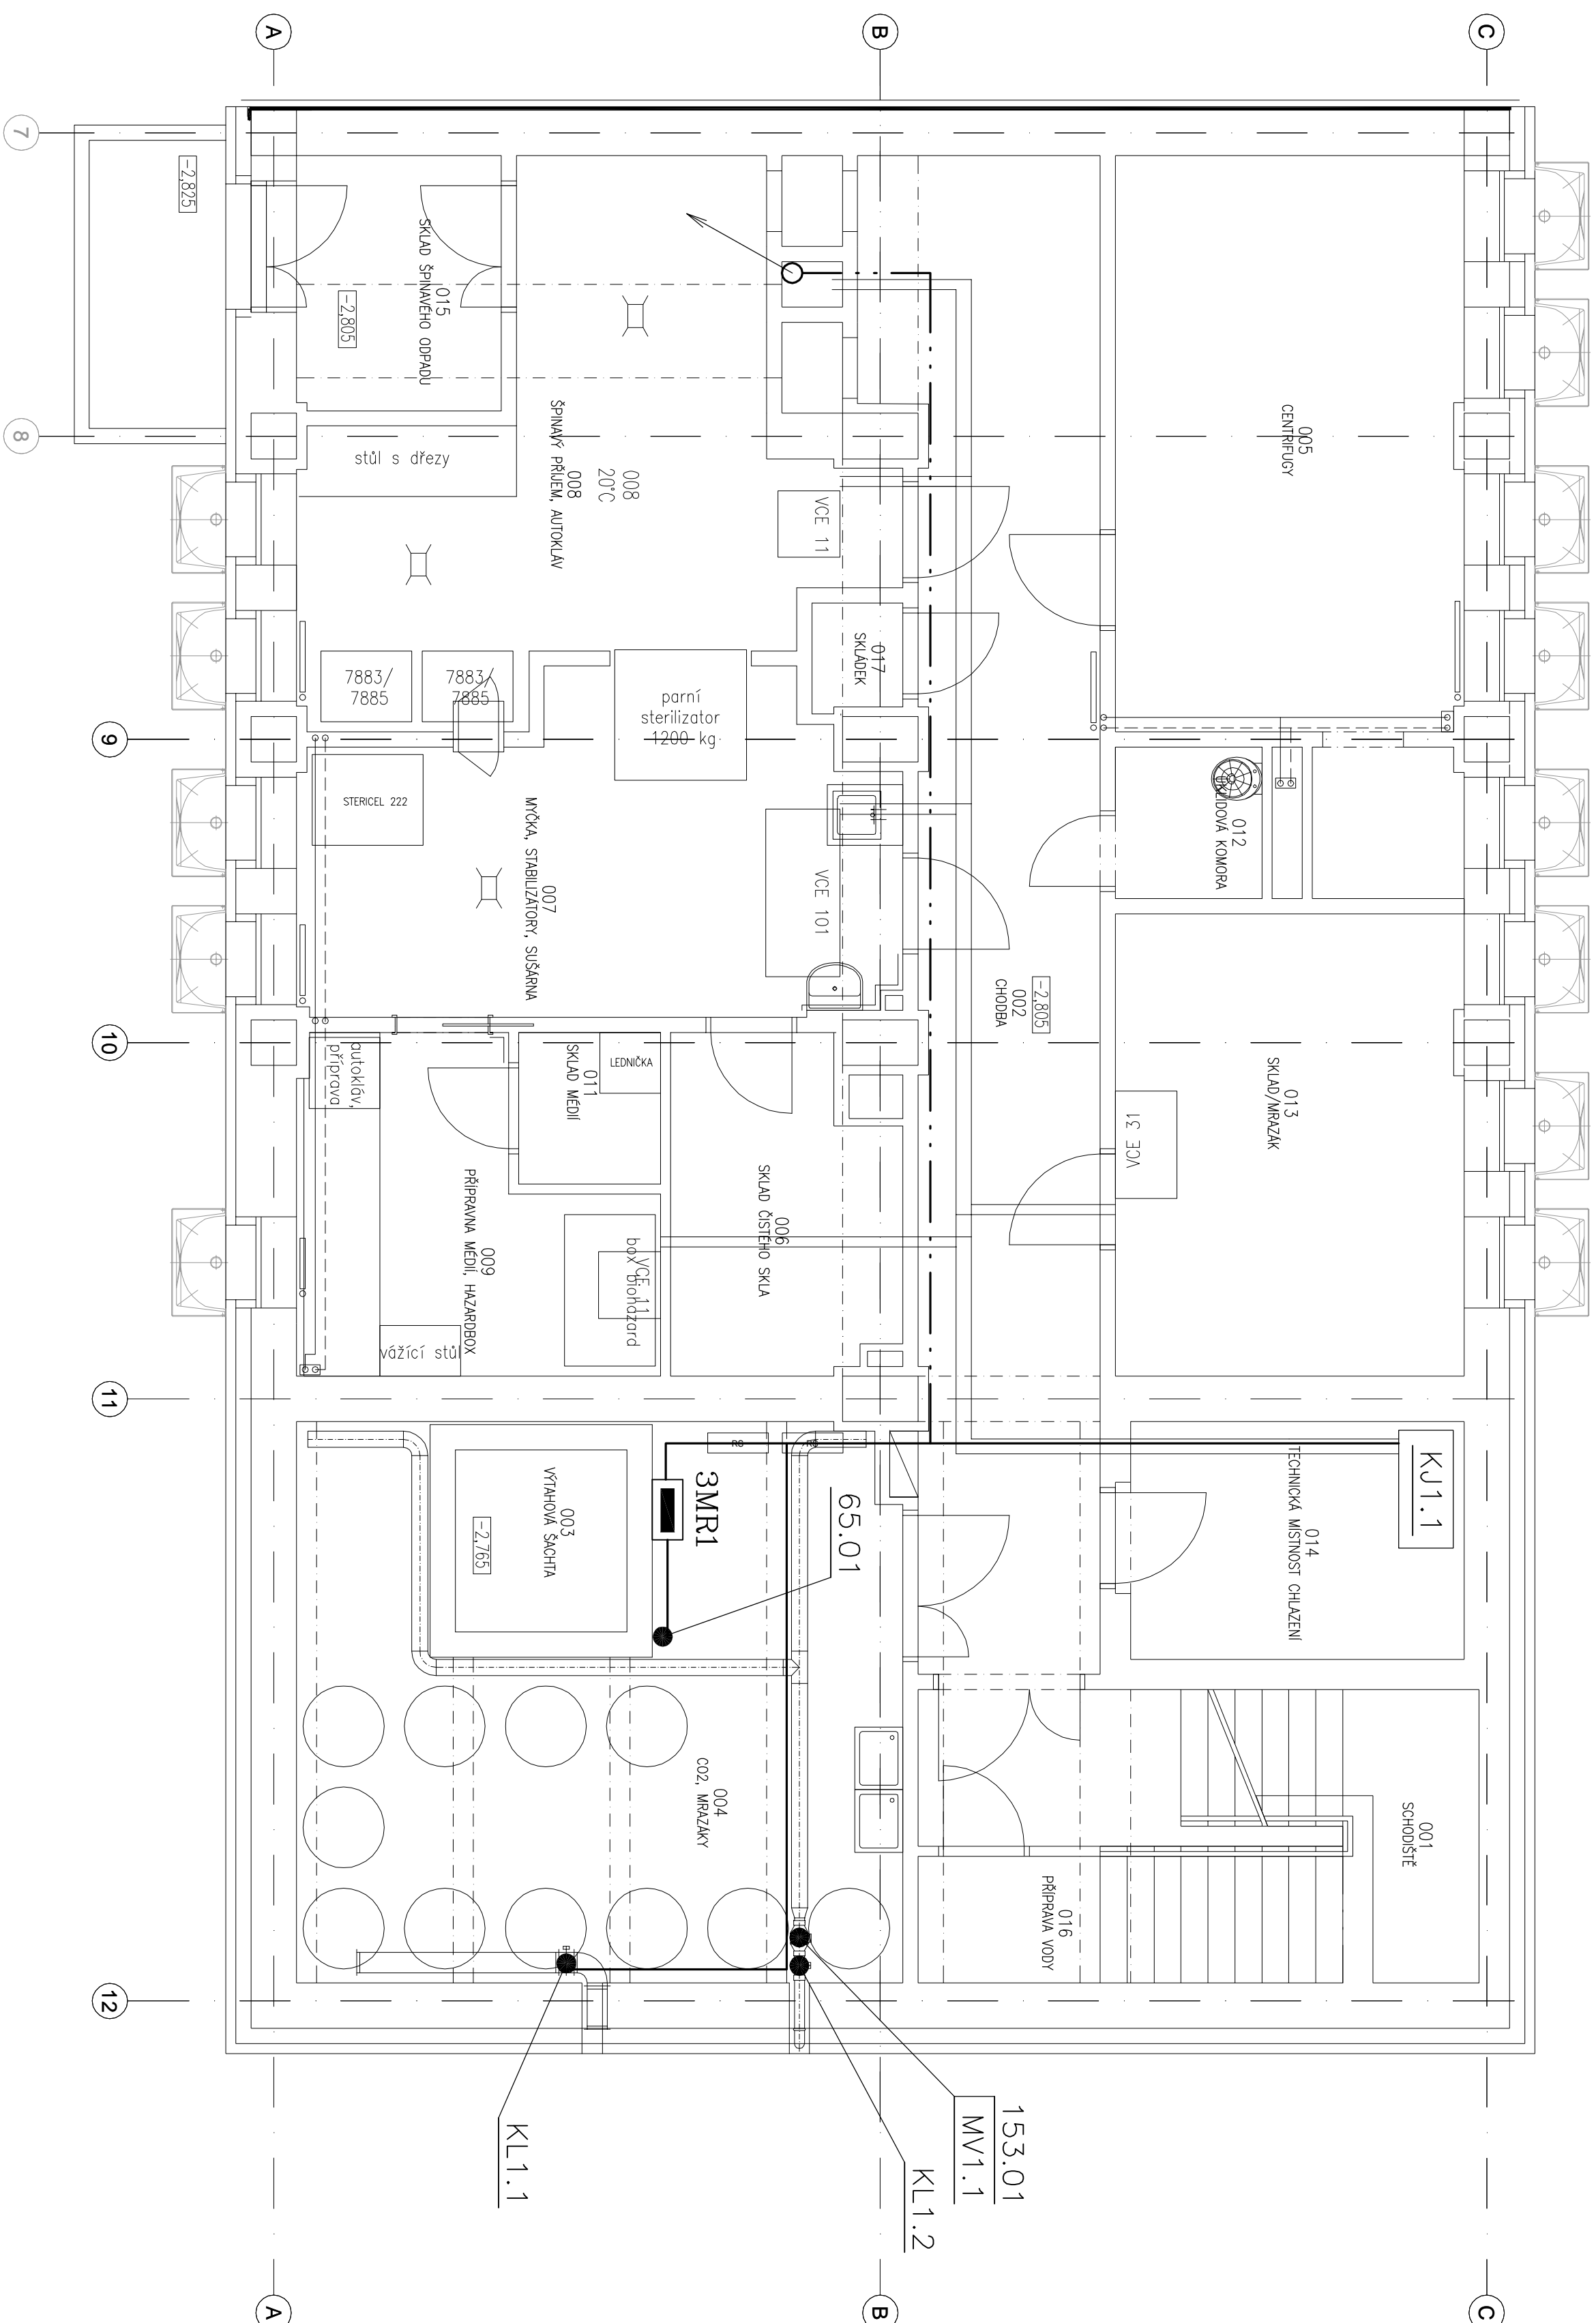 A
B
C
7
8
9
10
11
12
-2,825
015
SKLAD ŠPINAVÉHO ODPADU
-2,805
stůl s dřezy
008
20°C
008
ŠPINAVÝ PŘÍJEM, AUTOKLÁV
VCE 11
005
CENTRIFUGY
017
SKLÁDEK
7883/
7885
7883/
7885
parní
sterilizator
1200 kg
STERICEL 222
007
MYČKA, STABILIZÁTORY, SUŠÁRNA
VCE 101
012
ÚKLIDOVÁ KOMORA
-2,805
002
CHODBA
013
SKLAD/MRAZÁK
VCE 31
autokláv,
příprava
011
SKLAD MÉDIÍ
LEDNIČKA
009
PŘÍPRAVNA MÉDIÍ, HAZARDBOX
VCE 11
box biohazard
vážící stůl
006
SKLAD ČISTÉHO SKLA
RS
RS
003
VÝTAHOVÁ ŠACHTA
-2,765
3MR1
65.01
KJ1.1
014
TECHNICKÁ MÍSTNOST CHLAZENÍ
004
CO2, MRAZÁKY
001
SCHODIŠTĚ
016
PŘÍPRAVA VODY
153.01
MV1.1
KL1.2
KL1.1
A
B
C